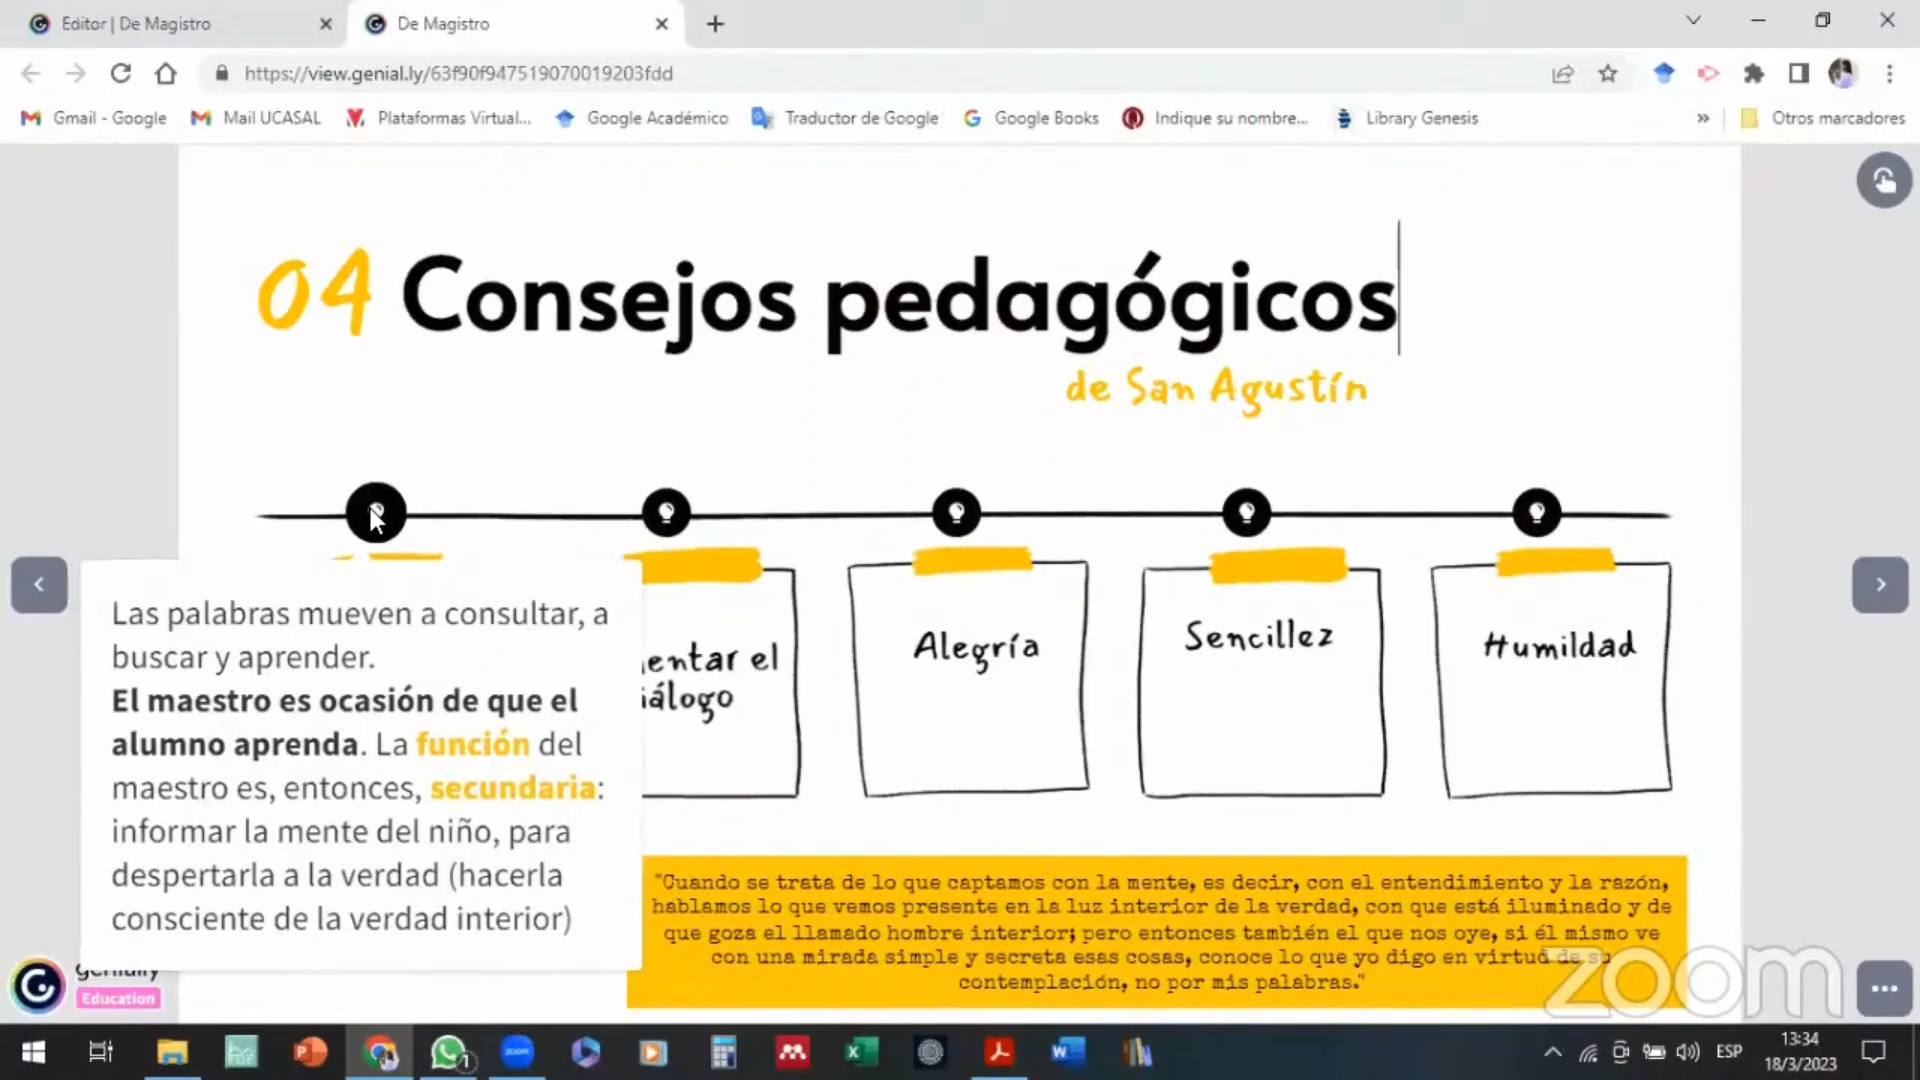 Editor | De Magistro
De Magistro
https://view.genial.ly/63f90f947519070019203fdd
Gmail - Google
Mail UCASAL
Plataformas Virtual...
Google Académico
Traductor de Google
Google Books
Indique su nombre...
Library Genesis
»
Otros marcadores
04 Consejos pedagógicos
de San Agustín
Las palabras mueven a consultar, a
buscar y aprender.
El maestro es ocasión de que el
alumno aprenda. La función del
maestro es, entonces, secundaria:
informar la mente del niño, para
despertarla a la verdad (hacerla
consciente de la verdad interior)
entar el
iálogo
Alegría
Sencillez
Humildad
"Cuando se trata de lo que captamos con la mente, es decir, con el entendimiento y la razón,
hablamos lo que vemos presente en la luz interior de la verdad, con que está iluminado y de
que goza el llamado hombre interior; pero entonces también el que nos oye, si él mismo ve
con una mirada simple y secreta esas cosas, conoce lo que yo digo en virtud de su
contemplación, no por mis palabras."
genially
Education
zoom
1
zoom
ESP
13:34
18/3/2023